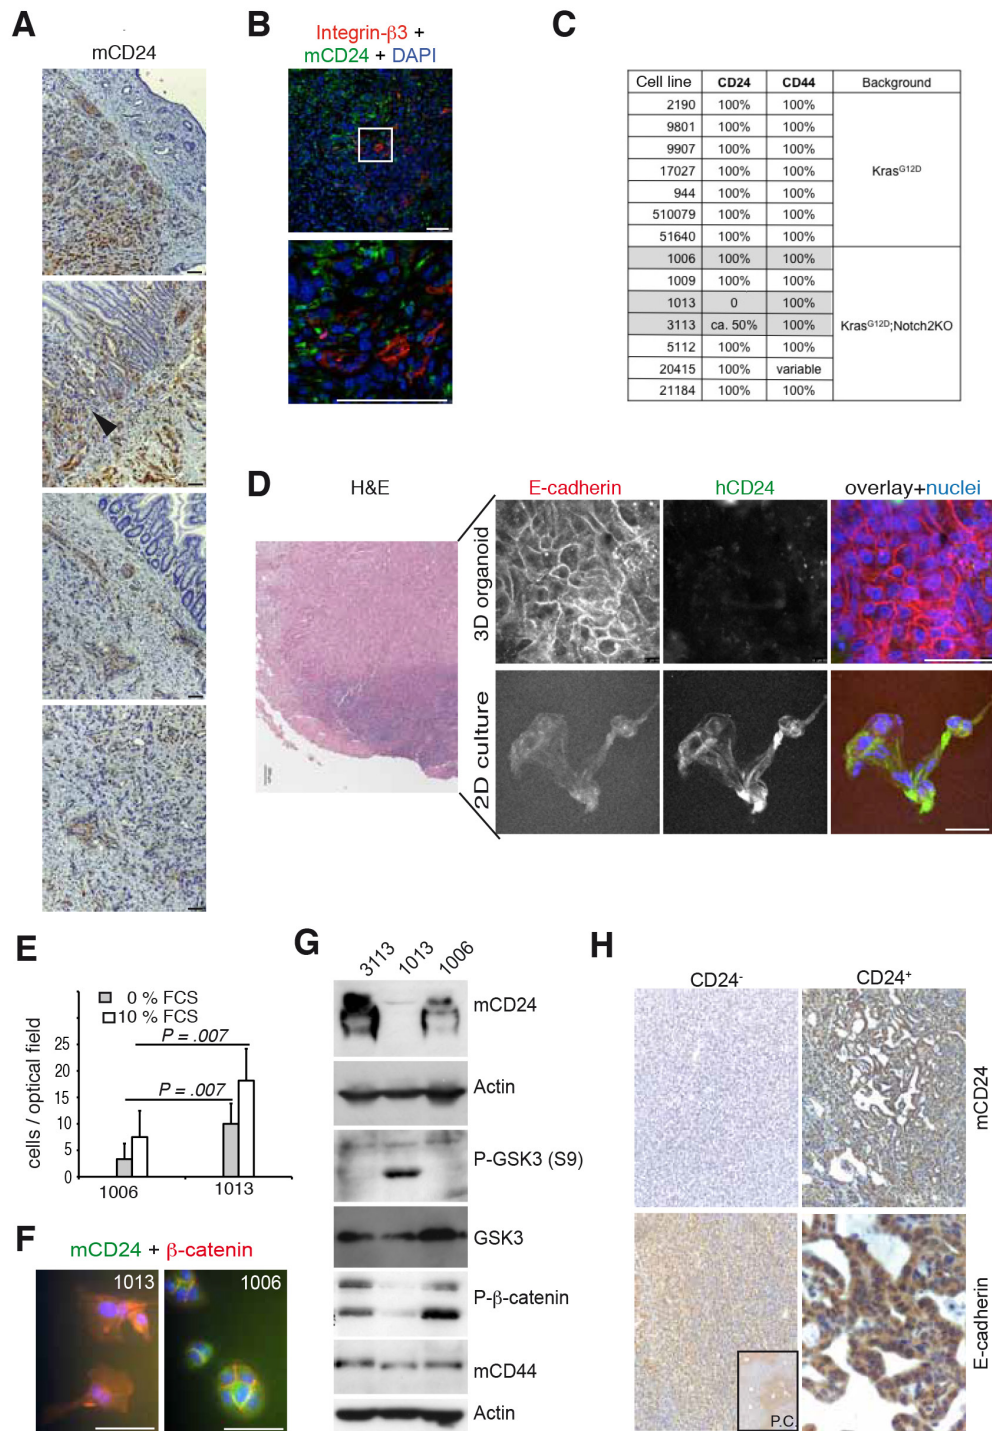 A
mCD24
B
Integrin-β3 +
mCD24 + DAPI
C
Cell line CD24 CD44 Background
2190 100% 100%
9801 100% 100%
9907 100% 100%
17027 100% 100% Kras^G12D
944 100% 100%
510079 100% 100%
51640 100% 100%
1006 100% 100%
1009 100% 100%
1013 0 100%
3113 ca. 50% 100% Kras^G12D;Notch2KO
5112 100% 100%
20415 100% variable
21184 100% 100%
D
H&E
E-cadherin
hCD24
overlay+nuclei
3D organoid
2D culture
E
0 % FCS
10 % FCS
P = .007
P = .007
cells / optical field
25
20
15
10
5
0
1006
1013
F
mCD24 + β-catenin
1013
1006
G
3113
1013
1006
mCD24
Actin
P-GSK3 (S9)
GSK3
P-β-catenin
mCD44
Actin
H
CD24-
CD24+
mCD24
E-cadherin
P.C.